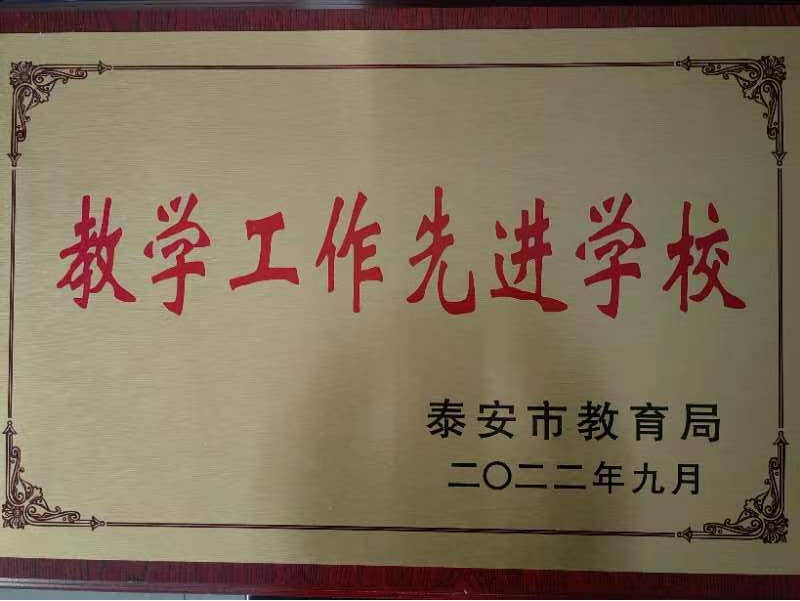 教学工作先进学校
泰安市教育局
二〇二二年九月